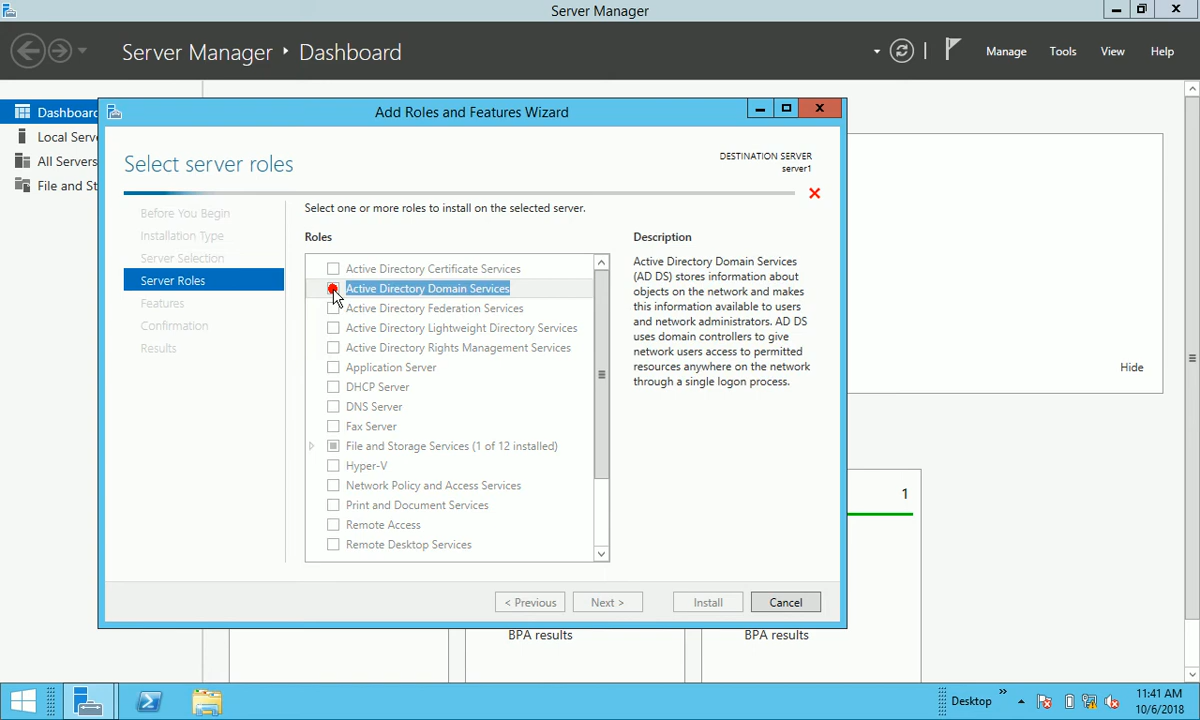 Server Manager
Server Manager ‣ Dashboard
Manage
Tools
View
Help
Dashboard
Local Serve
All Servers
File and St
Add Roles and Features Wizard
Select server roles
DESTINATION SERVER
server1
Before You Begin
Installation Type
Server Selection
Server Roles
Features
Confirmation
Results
Select one or more roles to install on the selected server.
Roles
Active Directory Certificate Services
Active Directory Domain Services
Active Directory Federation Services
Active Directory Lightweight Directory Services
Active Directory Rights Management Services
Application Server
DHCP Server
DNS Server
Fax Server
File and Storage Services (1 of 12 installed)
Hyper-V
Network Policy and Access Services
Print and Document Services
Remote Access
Remote Desktop Services
Description
Active Directory Domain Services
(AD DS) stores information about
objects on the network and makes
this information available to users
and network administrators. AD DS
uses domain controllers to give
network users access to permitted
resources anywhere on the network
through a single logon process.
< Previous
Next >
Install
Cancel
Hide
1
BPA results
BPA results
Desktop
11:41 AM
10/6/2018